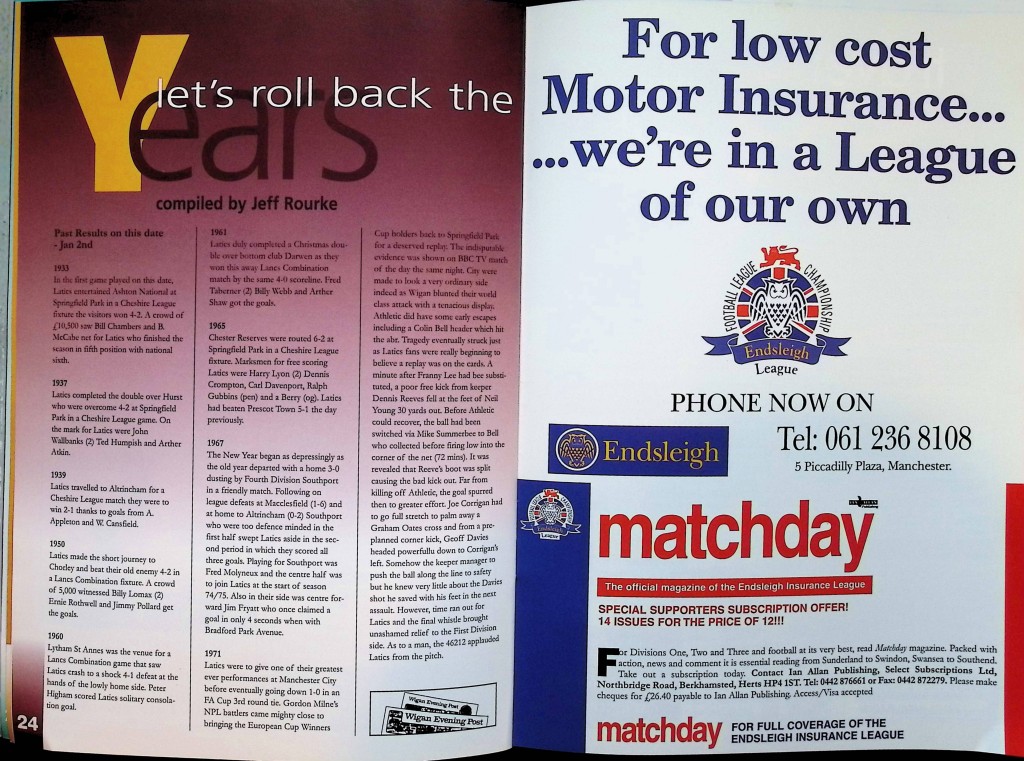 let's roll back the
Years
compiled by Jeff Rourke
Past Results on this date
- Jan 2nd
1933
In the first game played on this date,
Latics entertained Ashton National at
Springfield Park in a Cheshire League
fixture the visitors won 4-2. A crowd of
£10,500 saw Bill Chambers and B.
McCabe net for Latics who finished the
season in fifth position with national
sixth.
1937
Latics completed the double over Hurst
who were overcome 4-2 at Springfield
Park in a Cheshire League game. On
the mark for Latics were John
Wallbanks (2) Ted Humpish and Arther
Atkin.
1939
Latics travelled to Altrincham for a
Cheshire League match they were to
win 2-1 thanks to goals from A.
Appleton and W. Cansfield.
1950
Latics made the short journey to
Chorley and beat their old enemy 4-2 in
a Lancs Combination fixture. A crowd
of 5,000 witnessed Billy Lomax (2)
Ernie Rothwell and Jimmy Pollard get
the goals.
1960
Lytham St Annes was the venue for a
Lancs Combination game that saw
Latics crash to a shock 4-1 defeat at the
hands of the lowly home side. Peter
Higham scored Latics solitary consola-
tion goal.
24
1961
Latics duly completed a Christmas dou-
ble over bottom club Darwen as they
won this away Lancs Combination
match by the same 4-0 scoreline. Fred
Taberner (2) Billy Webb and Arther
Shaw got the goals.
1965
Chester Reserves were routed 6-2 at
Springfield Park in a Cheshire League
fixture. Marksmen for free scoring
Latics were Harry Lyon (2) Dennis
Crompton, Carl Davenport, Ralph
Gubbins (pen) and a Berry (og). Latics
had beaten Prescot Town 5-1 the day
previously.
1967
The New Year began as depressingly as
the old year departed with a home 3-0
dusting by Fourth Division Southport
in a friendly match. Following on
league defeats at Macclesfield (1-6) and
at home to Altrincham (0-2) Southport
who were too defence minded in the
first half swept Latics aside in the sec-
ond period in which they scored all
three goals. Playing for Southport was
Fred Molyneux and the centre half was
to join Latics at the start of season
74/75. Also in their side was centre for-
ward Jim Fryatt who once claimed a
goal in only 4 seconds when with
Bradford Park Avenue.
1971
Latics were to give one of their greatest
ever performances at Manchester City
before eventually going down 1-0 in an
FA Cup 3rd round tie. Gordon Milne's
NPL battlers came mighty close to
bringing the European Cup Winners
Cup holders back to Springfield Park
for a deserved replay. The indisputable
evidence was shown on BBC TV match
of the day the same night. City were
made to look a very ordinary side
indeed as Wigan blunted their world
class attack with a tenacious display.
Athletic did have some early escapes
including a Colin Bell header which hit
the abr. Tragedy eventually struck just
as Latics fans were really beginning to
believe a replay was on the cards. A
minute after Franny Lee had bee substi-
tuted, a poor free kick from keeper
Dennis Reeves fell at the feet of Neil
Young 30 yards out. Before Athletic
could recover, the ball had been
switched via Mike Summerbee to Bell
who collected before firing low into the
corner of the net (72 mins). It was
revealed that Reeve's boot was split
causing the bad kick out. Far from
killing off Athletic, the goal spurred
then to greater effort. Joe Corrigan had
to go full stretch to palm away a
Graham Oates cross and from a pre-
planned corner kick, Geoff Davies
headed powerfully down to Corrigan's
left. Somehow the keeper manager to
push the ball along the line to safety
but he knew very little about the Davies
shot he saved with his feet in the next
assault. However, time ran out for
Latics and the final whistle brought
unashamed relief to the First Division
side. As to a man, the 46212 applauded
Latics from the pitch.
Wigan Evening Post
Wigan Evening Post
For low cost
Motor Insurance...
...we're in a League
of our own
FOOTBALL LEAGUE CHAMPIONSHIP
Endsleigh
League
PHONE NOW ON
Endsleigh
Tel: 061 236 8108
5 Piccadilly Plaza, Manchester.
Endsleigh
League
matchday
The official magazine of the Endsleigh Insurance League
SPECIAL SUPPORTERS SUBSCRIPTION OFFER!
14 ISSUES FOR THE PRICE OF 12!!!
For Divisions One, Two and Three and football at its very best, read Matchday magazine. Packed with
action, news and comment it is essential reading from Sunderland to Swindon, Swansea to Southend.
Take out a subscription today. Contact Ian Allan Publishing, Select Subscriptions Ltd,
Northbridge Road, Berkhamsted, Herts HP4 1ST. Tel: 0442 876661 or Fax: 0442 872279. Please make
cheques for £26.40 payable to Ian Allan Publishing. Access/Visa accepted
matchday
FOR FULL COVERAGE OF THE
ENDSLEIGH INSURANCE LEAGUE